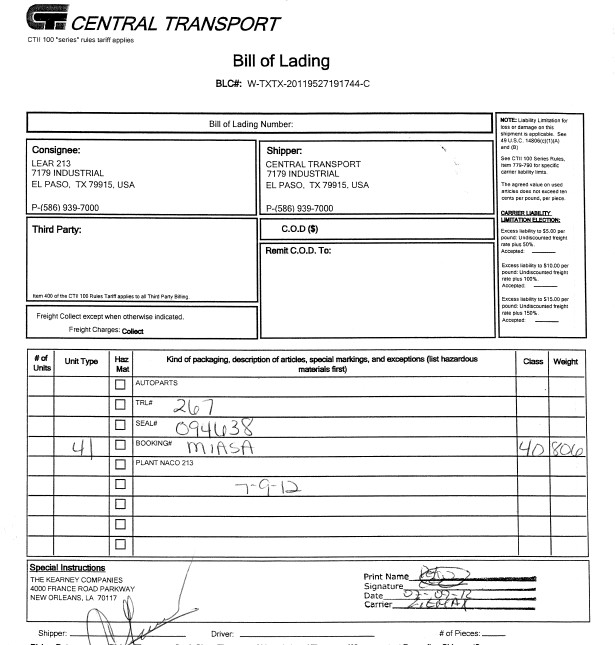 CT CENTRAL TRANSPORT
CTII 100 "series" rules tariff applies
Bill of Lading
BLC#: W-TXTX-20119527191744-C
Bill of Lading Number:
NOTE: Liability Limitation for
loss or damage on this
shipment is applicable. See
49 U.S.C. 14806(c)(1)(A)
and (B)
See CTII 100 Series Rules,
Item 779-790 for specific
carrier liability limits.
The agreed value on used
articles does not exceed ten
cents per pound, per piece.
CARRIER LIABILITY
LIMITATION ELECTION:
Excess liability to $5.00 per
pound: Undiscounted freight
rate plus 50%.
Accepted:
Excess liability to $10.00 per
pound: Undiscounted freight
rate plus 100%.
Accepted:
Excess liability to $15.00 per
pound: Undiscounted freight
rate plus 150%.
Accepted:
Consignee:
LEAR 213
7179 INDUSTRIAL
EL PASO, TX 79915, USA
P-(586) 939-7000
Shipper:
CENTRAL TRANSPORT
7179 INDUSTRIAL
EL PASO, TX 79915, USA
P-(586) 939-7000
Third Party:
Item 400 of the CTII 100 Rules Tariff applies to all Third Party Billing.
C.O.D ($)
Remit C.O.D. To:
Freight Collect except when otherwise indicated.
Freight Charges: Collect
# of Units Unit Type Haz Mat Kind of packaging, description of articles, special markings, and exceptions (list hazardous materials first) Class Weight
AUTOPARTS
TRL# 267
SEAL# 094638
41 BOOKING# MIASA 40 806
PLANT NACO 213
7-9-12
Special Instructions
THE KEARNEY COMPANIES
4000 FRANCE ROAD PARKWAY
NEW ORLEANS, LA 70117
Print Name
Signature
Date 07-09-12
Carrier
Shipper: Driver: # of Pieces: